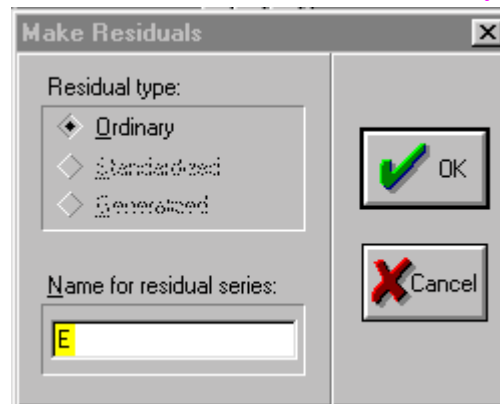 Make Residuals
Residual type:
Ordinary
Standardized
Generalized
Name for residual series:
E
OK
Cancel